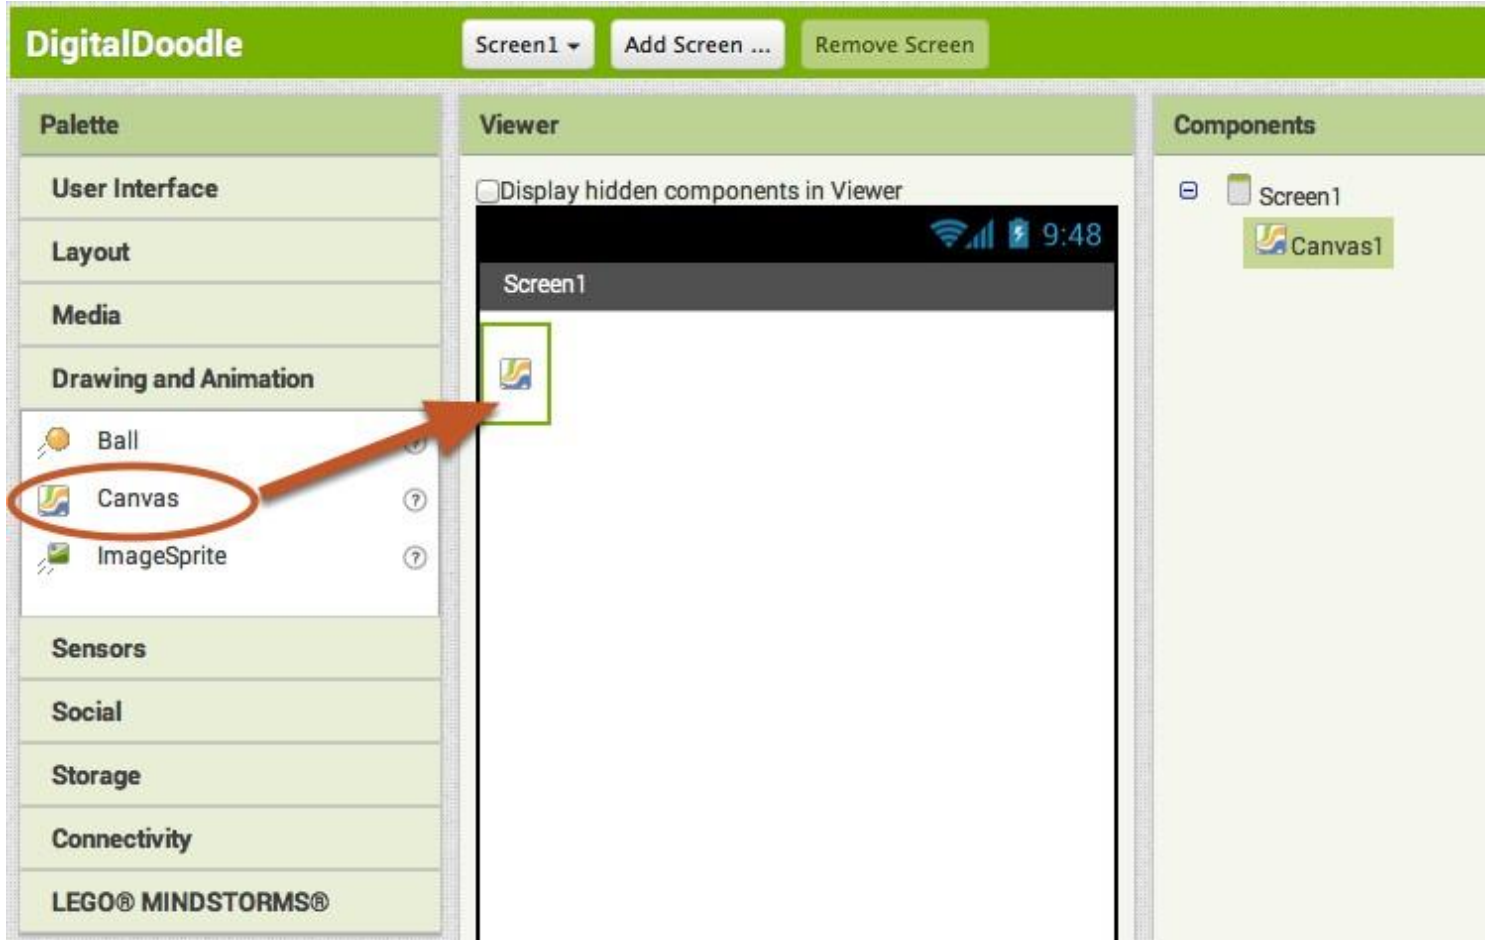 DigitalDoodle
Screen1
Add Screen ...
Remove Screen
Palette
User Interface
Layout
Media
Drawing and Animation
Ball
?
Canvas
?
ImageSprite
?
Sensors
Social
Storage
Connectivity
LEGO® MINDSTORMS®
Viewer
Display hidden components in Viewer
9:48
Screen1
Components
Screen1
Canvas1